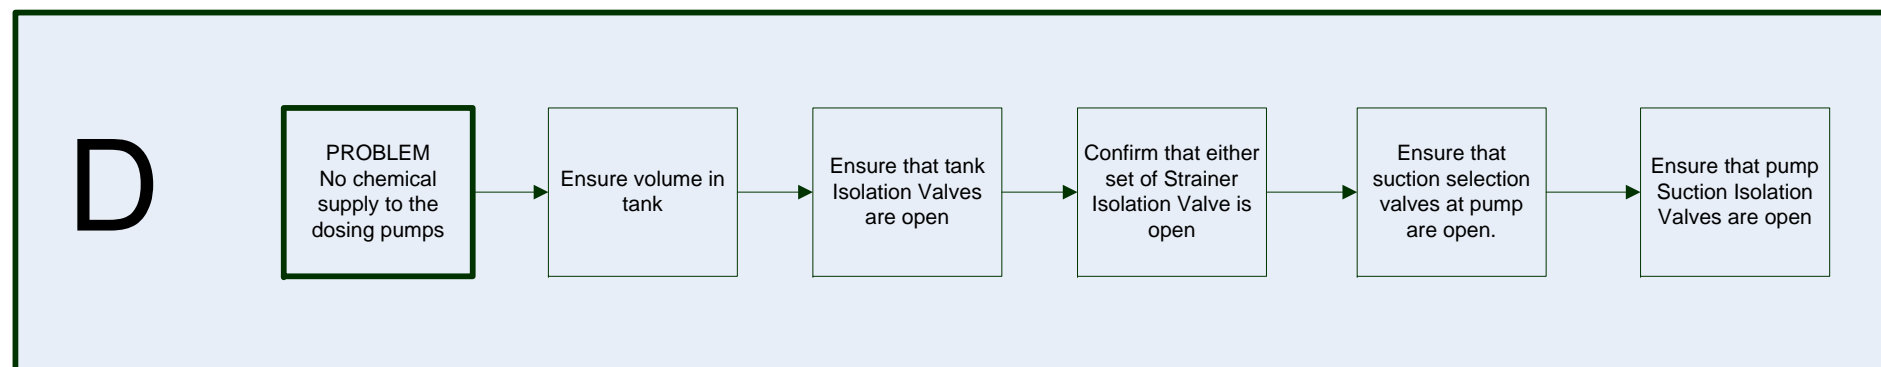 D
PROBLEM
No chemical
supply to the
dosing pumps
Ensure volume in
tank
Ensure that tank
Isolation Valves
are open
Confirm that either
set of Strainer
Isolation Valve is
open
Ensure that
suction selection
valves at pump
are open.
Ensure that pump
Suction Isolation
Valves are open